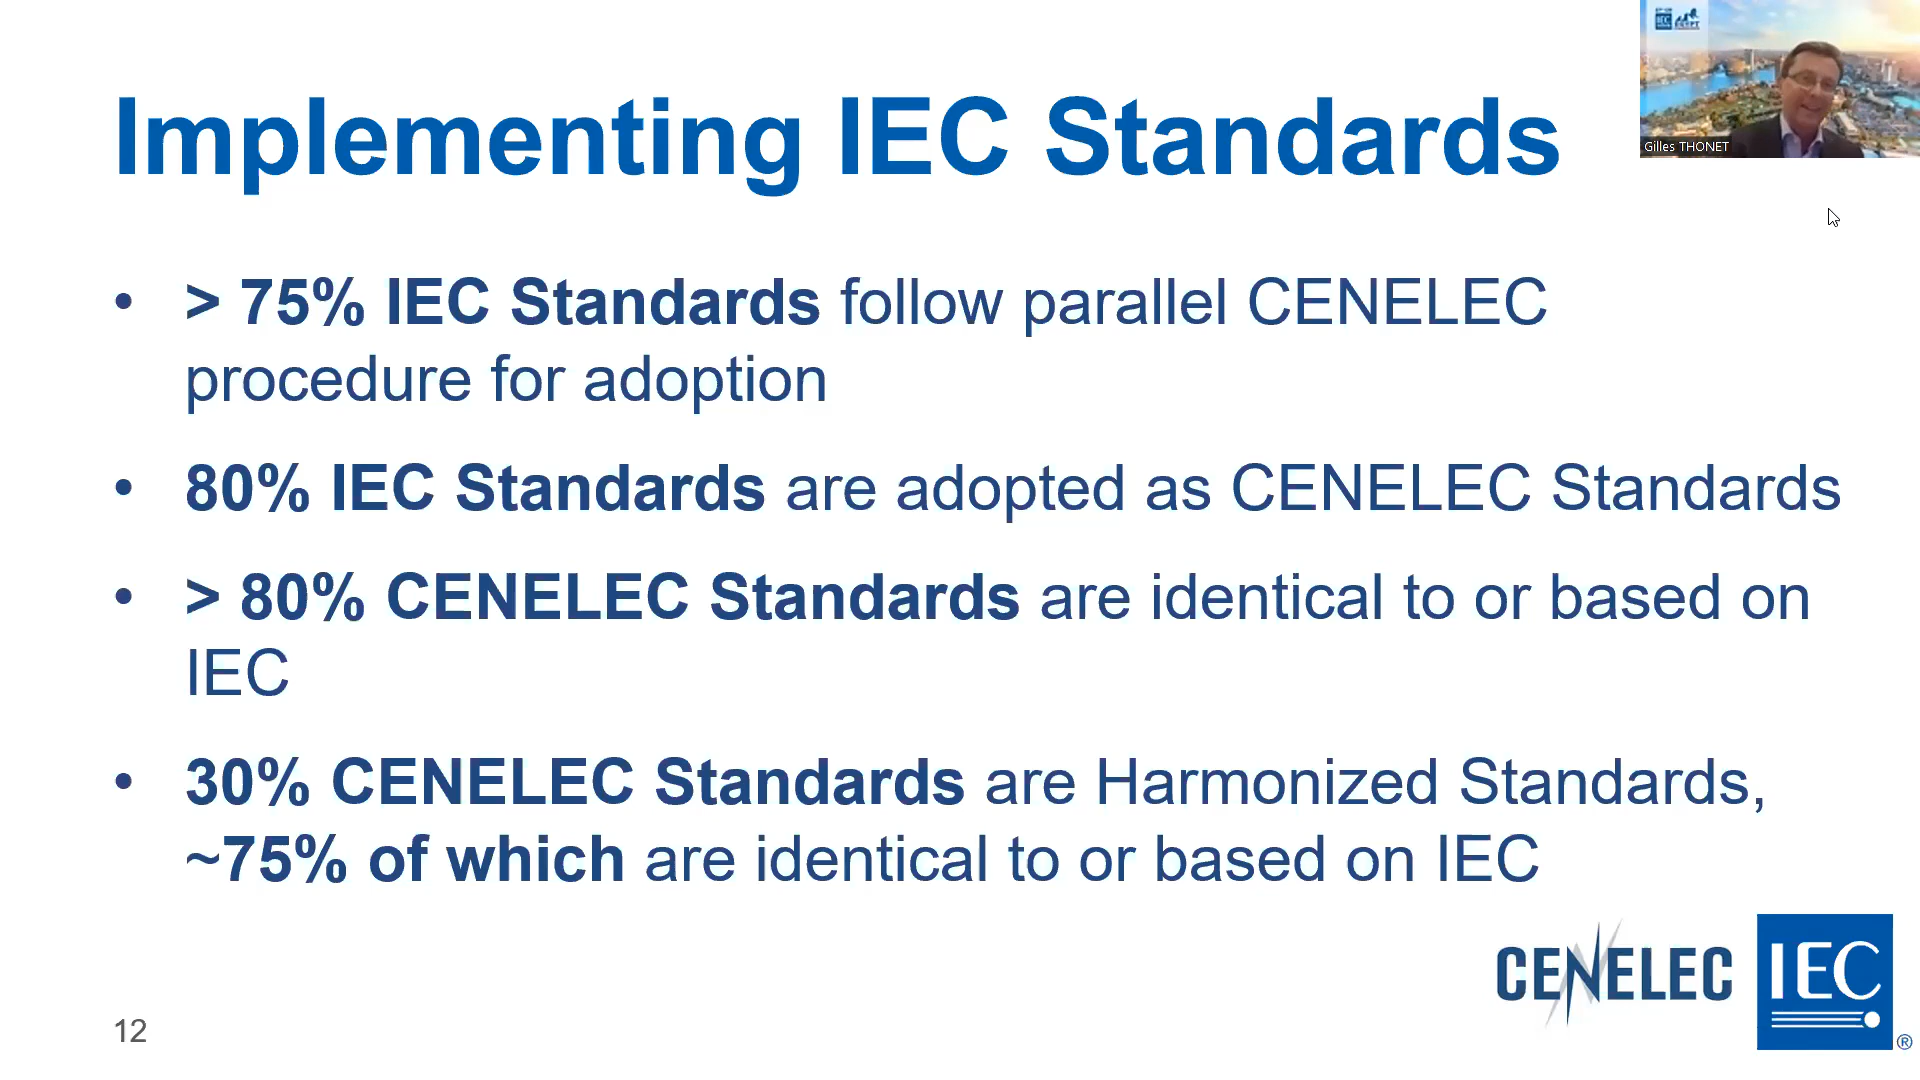 Implementing IEC Standards
IEC
EGYPT
Gilles THONET
• > 75% IEC Standards follow parallel CENELEC
procedure for adoption
• 80% IEC Standards are adopted as CENELEC Standards
• > 80% CENELEC Standards are identical to or based on
IEC
• 30% CENELEC Standards are Harmonized Standards,
~75% of which are identical to or based on IEC
CENELEC
IEC
®
12